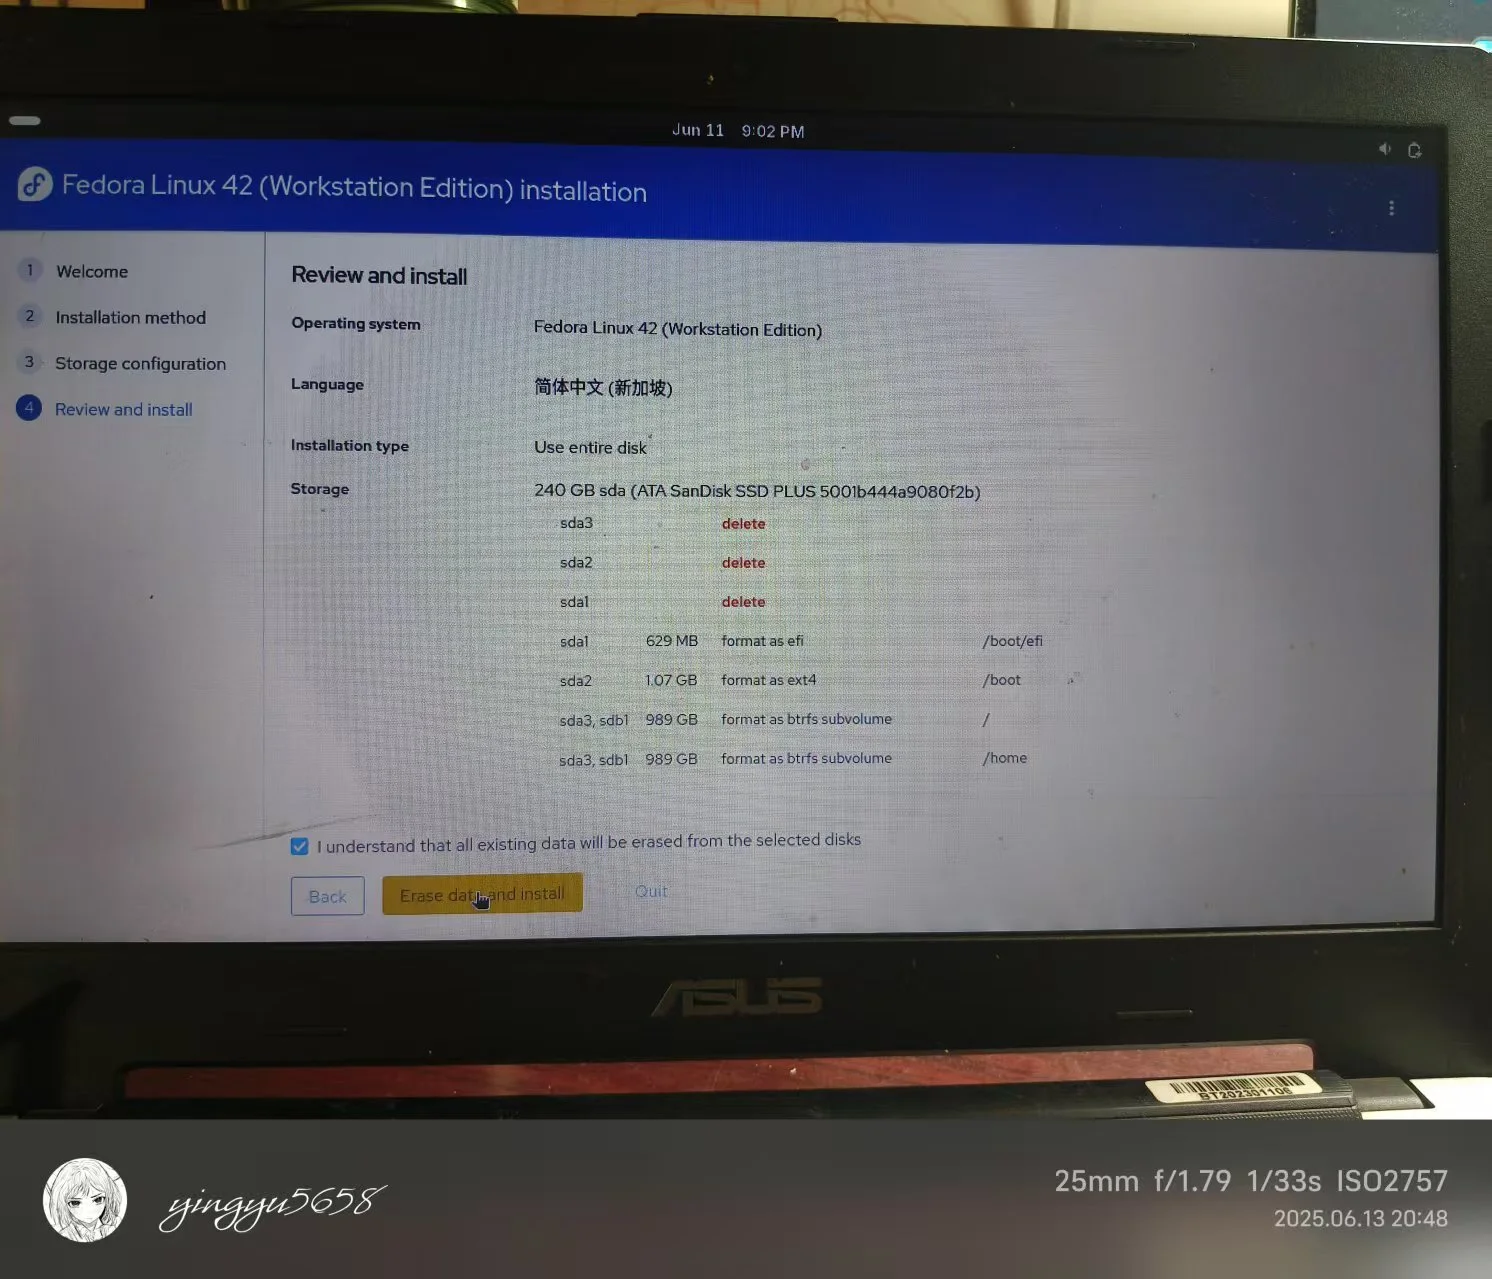 Jun 11 9:02 PM
Fedora Linux 42 (Workstation Edition) installation
1 Welcome
2 Installation method
3 Storage configuration
4 Review and install
Review and install
Operating system Fedora Linux 42 (Workstation Edition)
Language 简体中文 (新加坡)
Installation type Use entire disk
Storage 240 GB sda (ATA SanDisk SSD PLUS 5001b444a9080f2b)
sda3 delete
sda2 delete
sda1 delete
sda1 629 MB format as efi /boot/efi
sda2 1.07 GB format as ext4 /boot
sda3, sdb1 989 GB format as btrfs subvolume /
sda3, sdb1 989 GB format as btrfs subvolume /home
I understand that all existing data will be erased from the selected disks
Back Erase data and install Quit
ASUS
BT202301106
yingyu5658
25mm f/1.79 1/33s ISO2757
2025.06.13 20:48